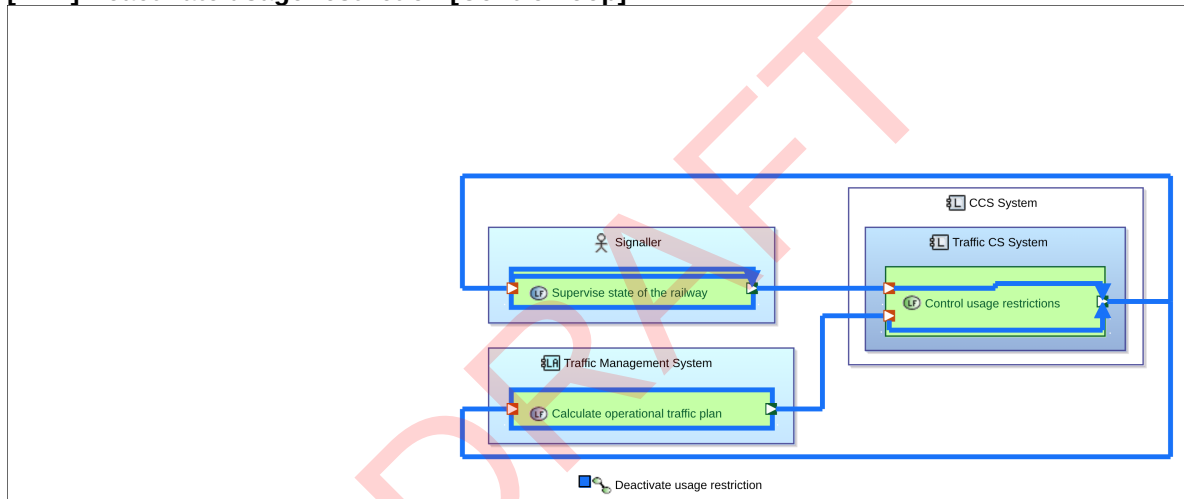 CCS System
Signaller
Traffic CS System
Supervise state of the railway
Control usage restrictions
Traffic Management System
Calculate operational traffic plan
Deactivate usage restriction
DRAFT